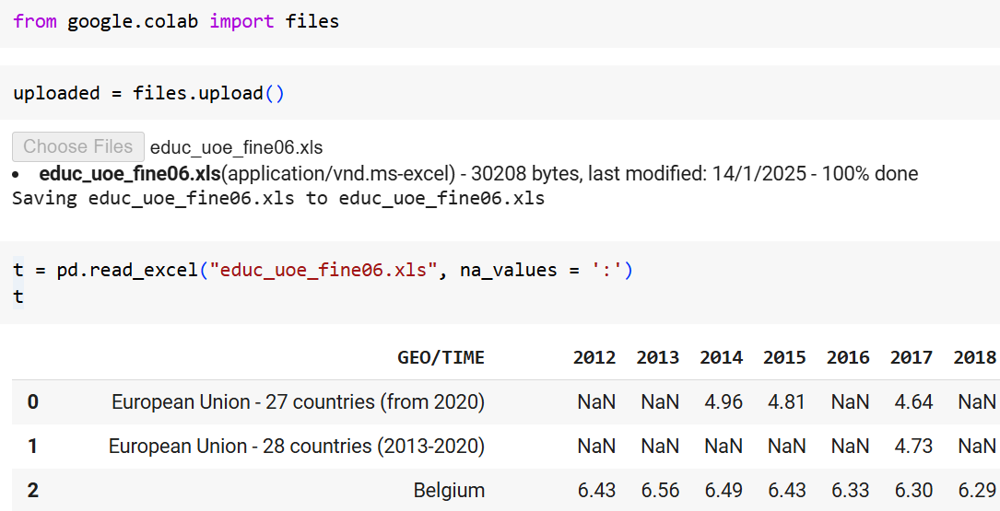 from google.colab import files
uploaded = files.upload()
Choose Files educ_uoe_fine06.xls
• educ_uoe_fine06.xls(application/vnd.ms-excel) - 30208 bytes, last modified: 14/1/2025 - 100% done
Saving educ_uoe_fine06.xls to educ_uoe_fine06.xls
t = pd.read_excel("educ_uoe_fine06.xls", na_values = ':')
t
GEO/TIME 2012 2013 2014 2015 2016 2017 2018
0 European Union - 27 countries (from 2020) NaN NaN 4.96 4.81 NaN 4.64 NaN
1 European Union - 28 countries (2013-2020) NaN NaN NaN NaN NaN 4.73 NaN
2 Belgium 6.43 6.56 6.49 6.43 6.33 6.30 6.29